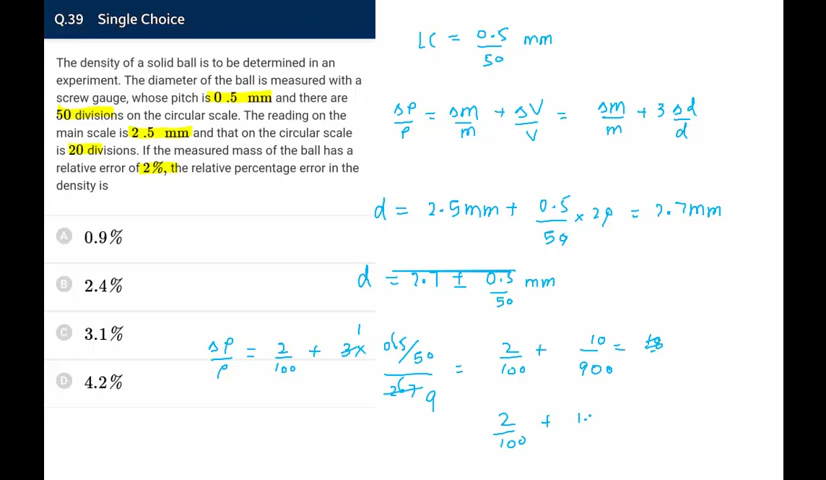 Q.39 Single Choice
The density of a solid ball is to be determined in an
experiment. The diameter of the ball is measured with a
screw gauge, whose pitch is 0.5 mm and there are
50 divisions on the circular scale. The reading on the
main scale is 2.5 mm and that on the circular scale
is 20 divisions. If the measured mass of the ball has a
relative error of 2%, the relative percentage error in the
density is
A 0.9%
B 2.4%
C 3.1%
D 4.2%
LC = 0.5/50 mm
Δρ/ρ = Δm/m + ΔV/V = Δm/m + 3 Δd/d
d = 2.5mm + 0.5/50 × 20 = 2.7mm
d = 2.7 ± 0.5/50 mm
Δρ/ρ = 2/100 + 3× 0.5/50 = 2/100 + 10/900 =
2/100 + 1.